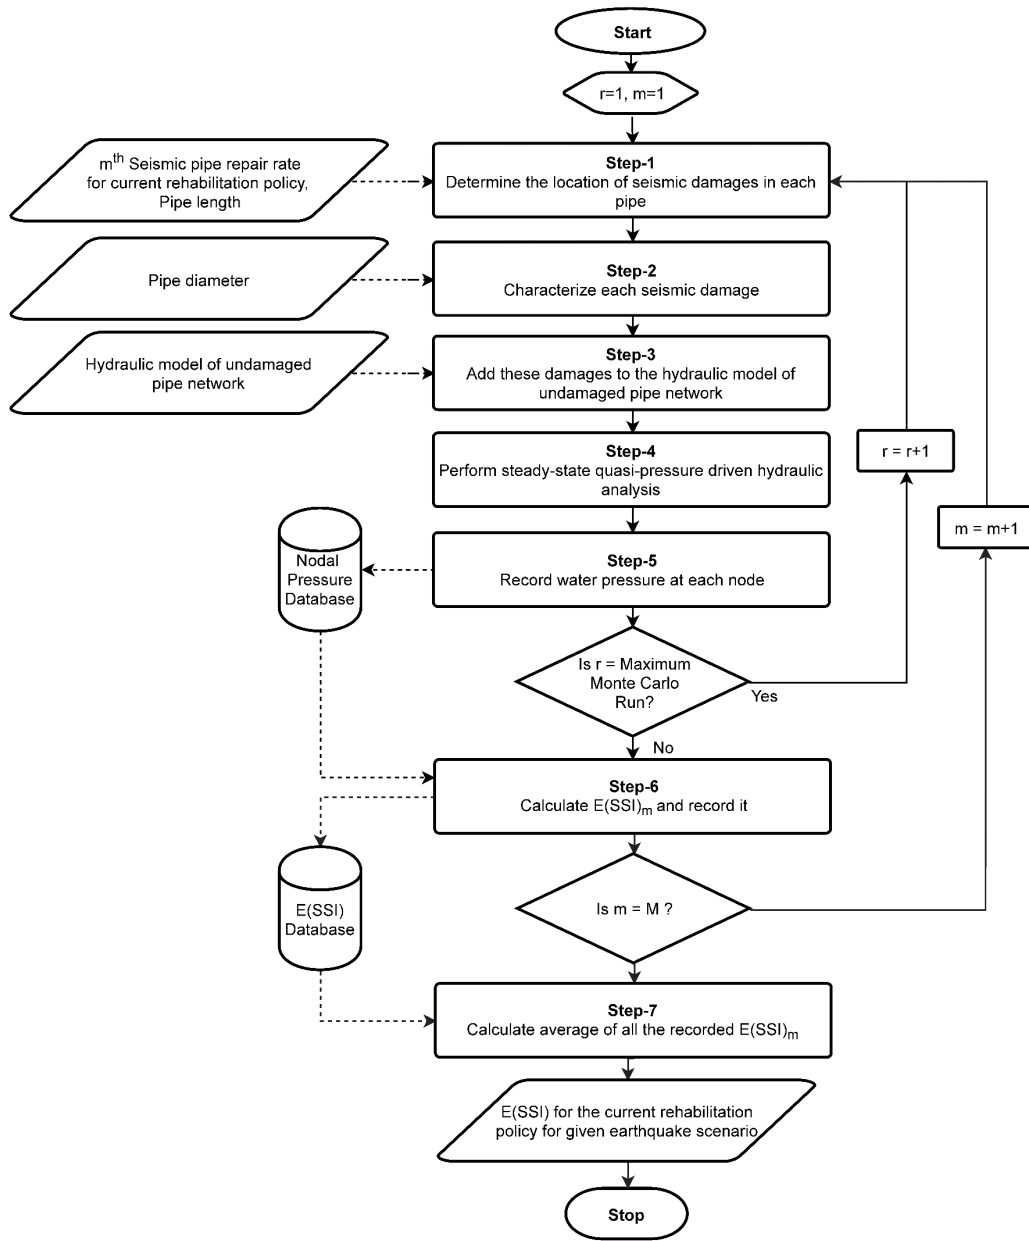 Start
r=1, m=1
mth Seismic pipe repair rate
for current rehabilitation policy,
Pipe length
Step-1
Determine the location of seismic damages in each
pipe
Pipe diameter
Step-2
Characterize each seismic damage
Hydraulic model of undamaged
pipe network
Step-3
Add these damages to the hydraulic model of
undamaged pipe network
Step-4
Perform steady-state quasi-pressure driven hydraulic
analysis
r = r+1
m = m+1
Nodal
Pressure
Database
Step-5
Record water pressure at each node
Is r = Maximum
Monte Carlo
Run?
Yes
No
Step-6
Calculate E(SSI)m and record it
E(SSI)
Database
Is m = M ?
Step-7
Calculate average of all the recorded E(SSI)m
E(SSI) for the current rehabilitation
policy for given earthquake scenario
Stop